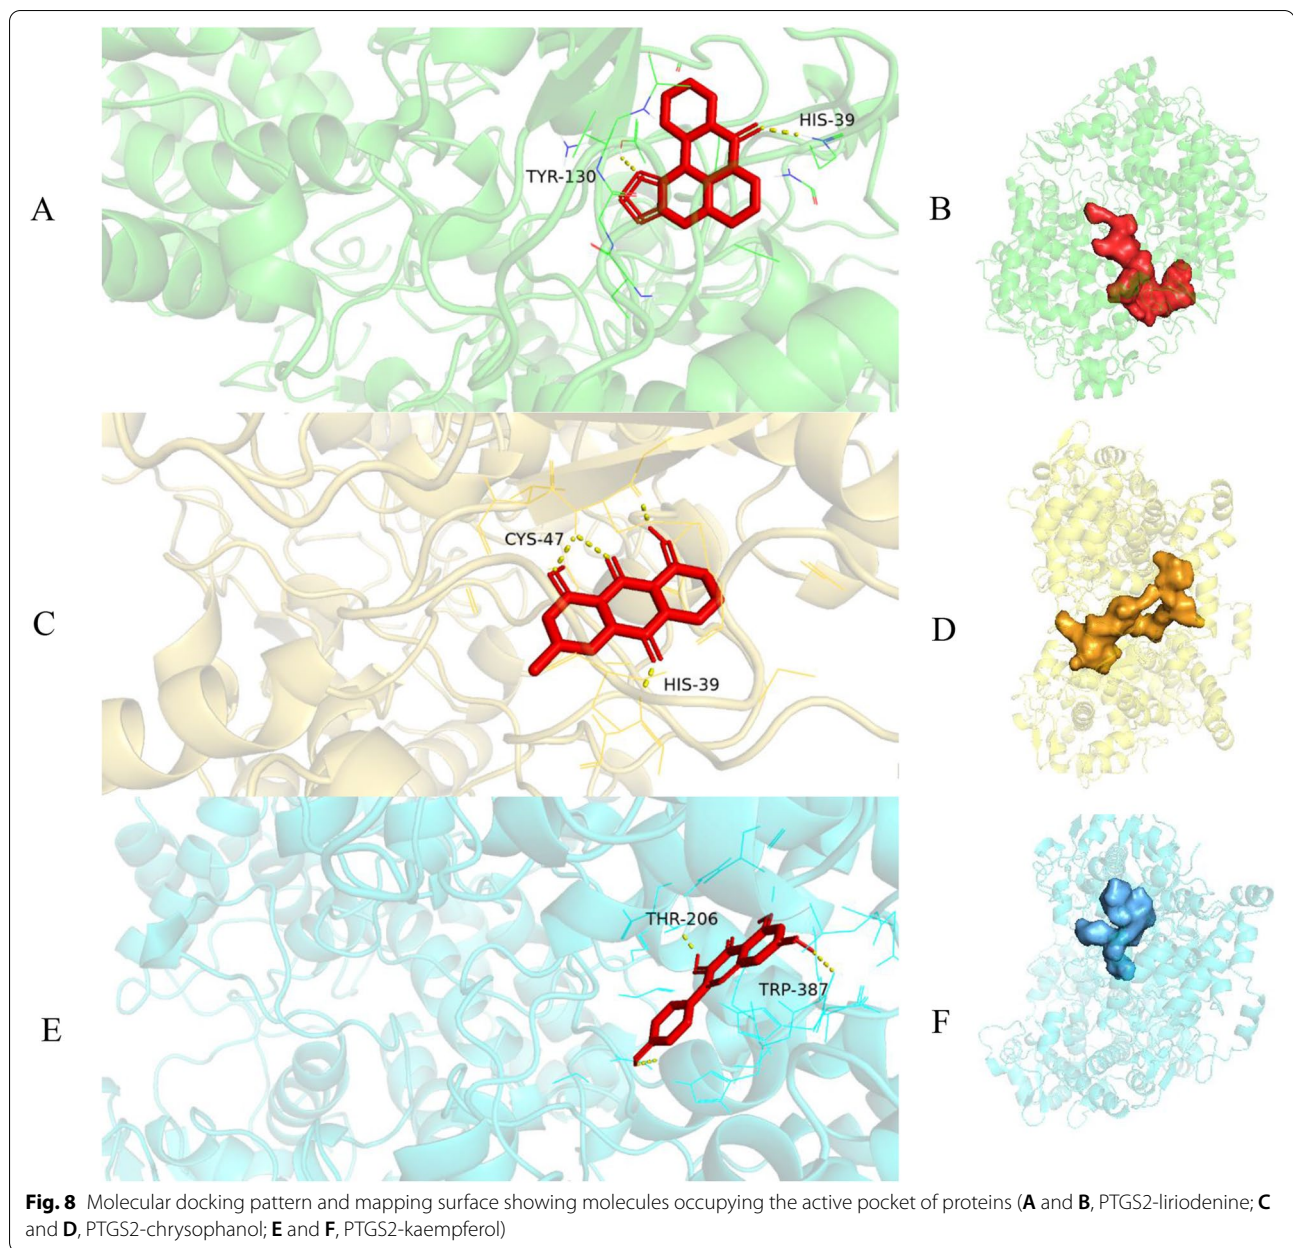 HIS-39
TYR-130
A
B
CYS-47
C
D
HIS-39
THR-206
TRP-387
E
F
Fig. 8 Molecular docking pattern and mapping surface showing molecules occupying the active pocket of proteins (A and B, PTGS2-liriodenine; C
and D, PTGS2-chrysophanol; E and F, PTGS2-kaempferol)